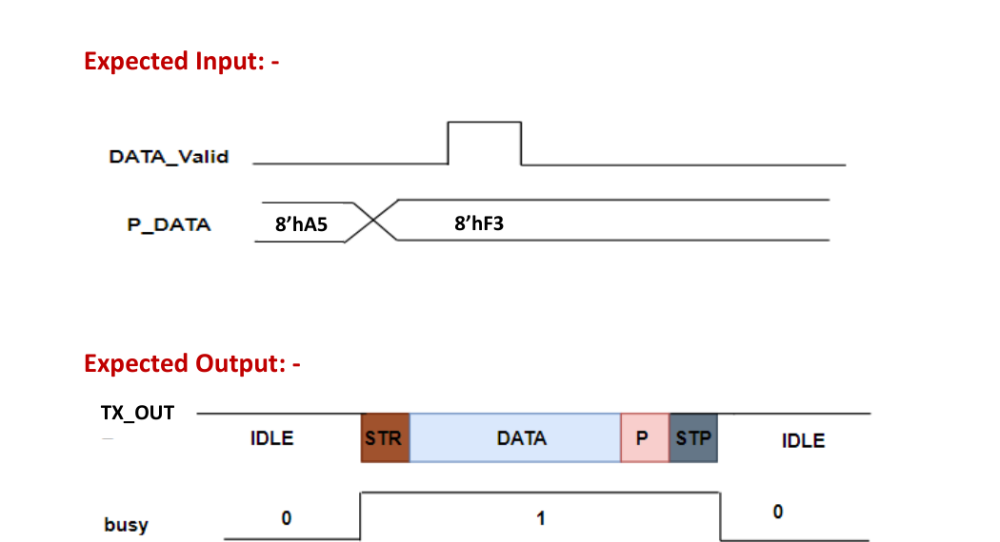 Expected Input: -
DATA_Valid
P_DATA
8’hA5
8’hF3
Expected Output: -
TX_OUT
IDLE
STR
DATA
P
STP
IDLE
busy
0
1
0